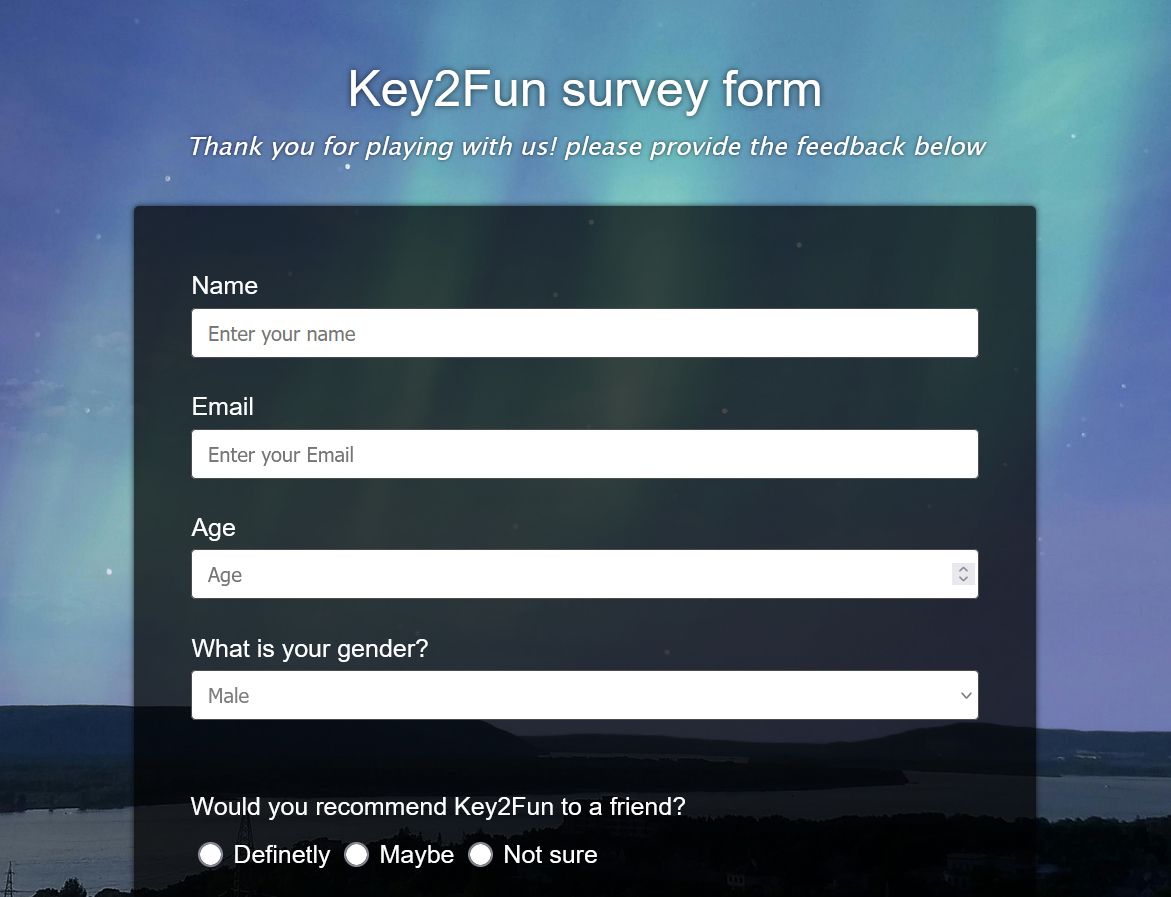 Key2Fun survey form
Thank you for playing with us! please provide the feedback below
Name
Enter your name
Email
Enter your Email
Age
Age
What is your gender?
Male
Would you recommend Key2Fun to a friend?
Definetly Maybe Not sure